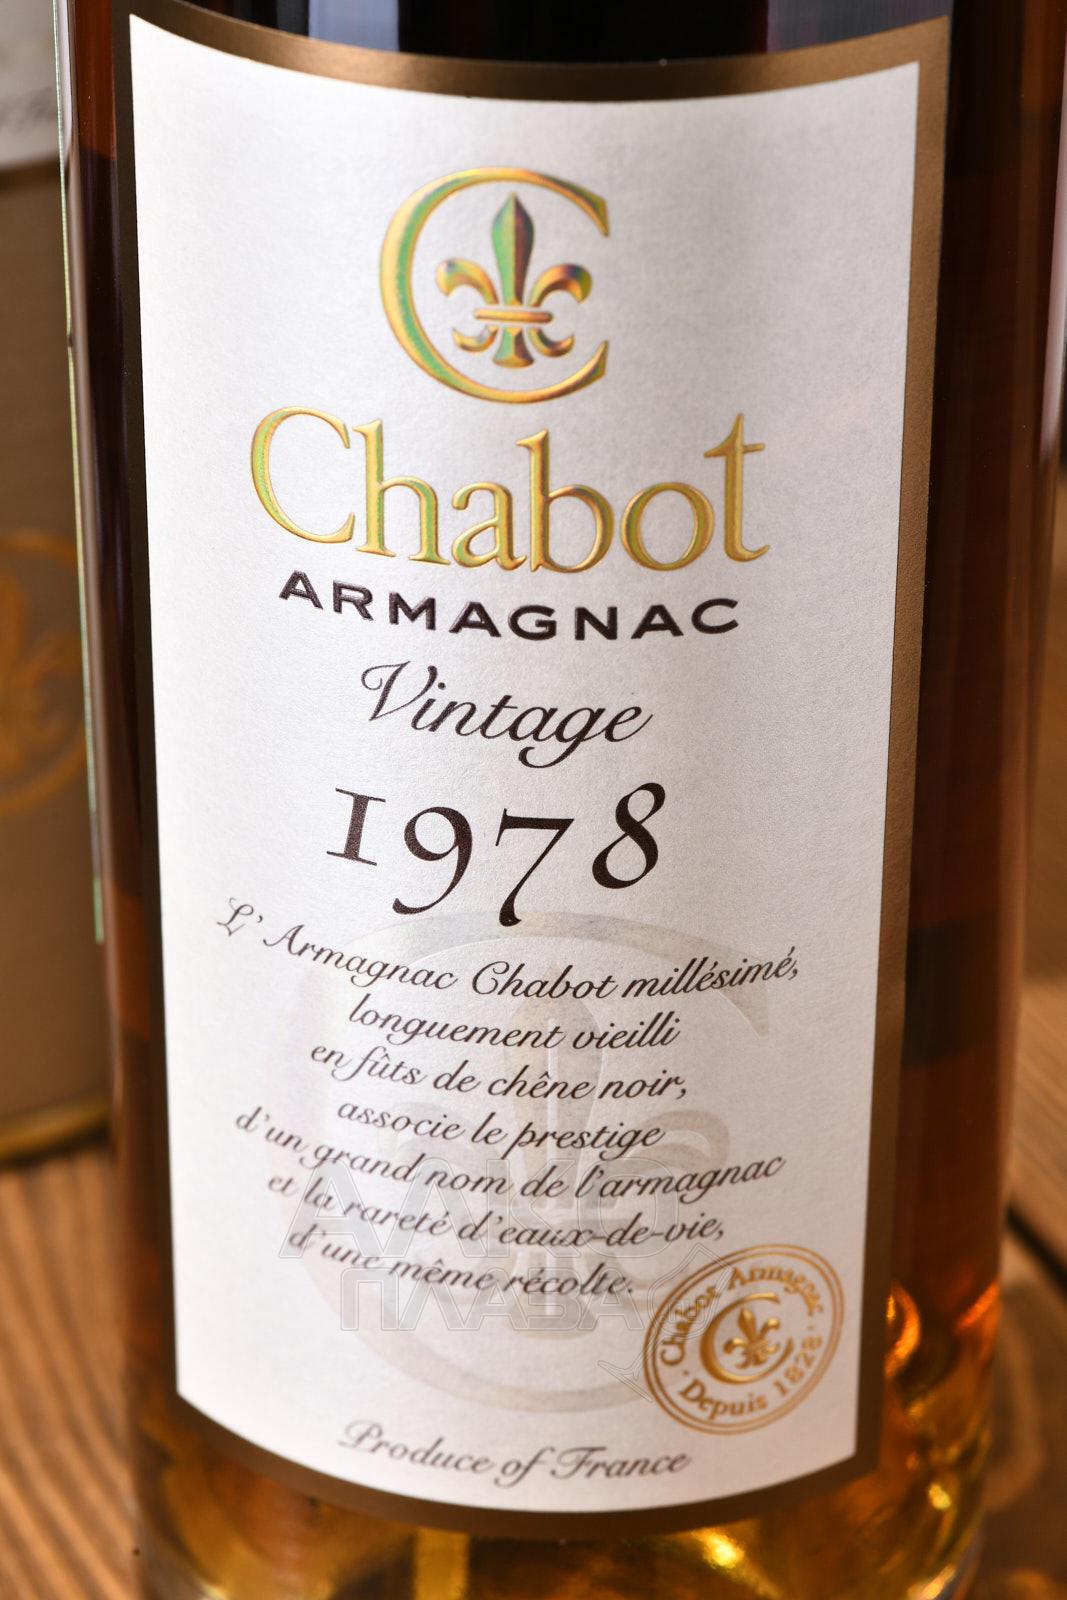 C
Chabot
ARMAGNAC
Vintage
1978
L' Armagnac Chabot millésimé,
longuement vieilli
en fûts de chêne noir,
associe le prestige
d'un grand nom de l'armagnac
et la rareté d'eaux-de-vie,
d'une même récolte.
Chabot Armagnac
· Depuis 1828 ·
Produce of France
АЛКО
ПЛАВА